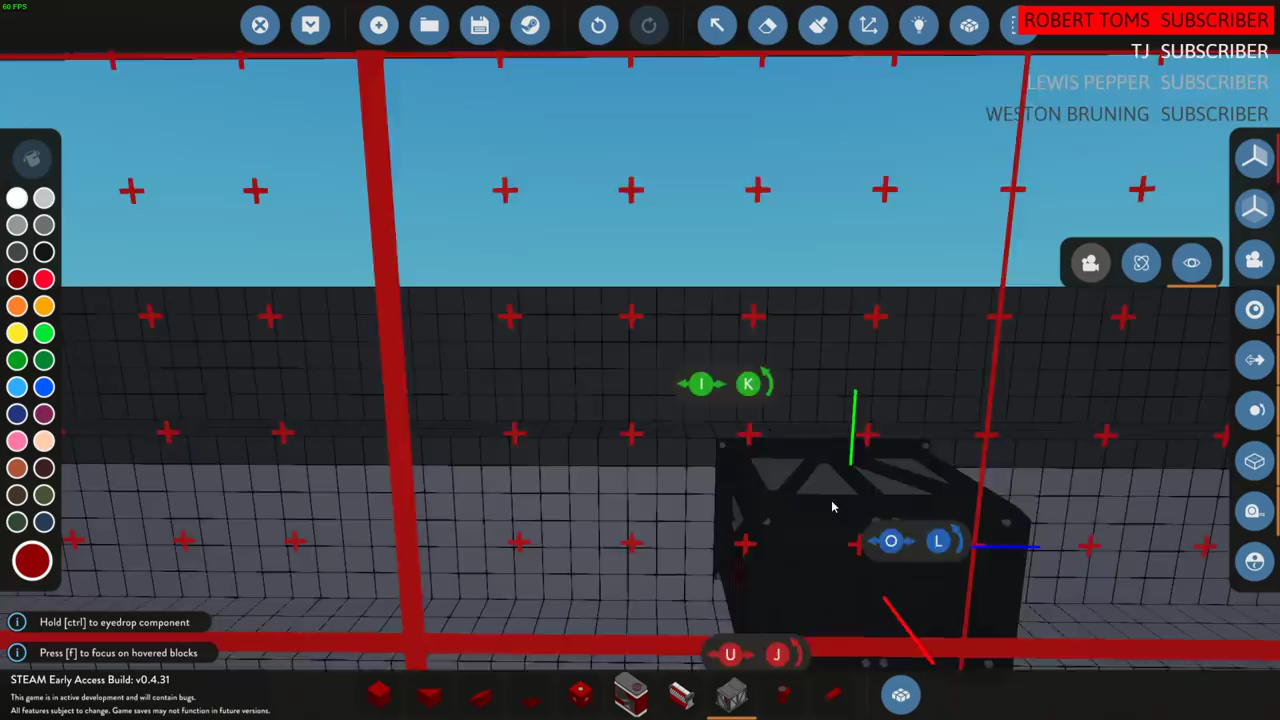 60 FPS
ROBERT TOMS SUBSCRIBER
TJ SUBSCRIBER
LEWIS PEPPER SUBSCRIBER
WESTON BRUNING SUBSCRIBER
I K
O L
U J
Hold [ctrl] to eyedrop component
Press [f] to focus on hovered blocks
STEAM Early Access Build: v0.4.31
This game is in active development and will contain bugs.
All features subject to change. Game saves may not function in future versions.